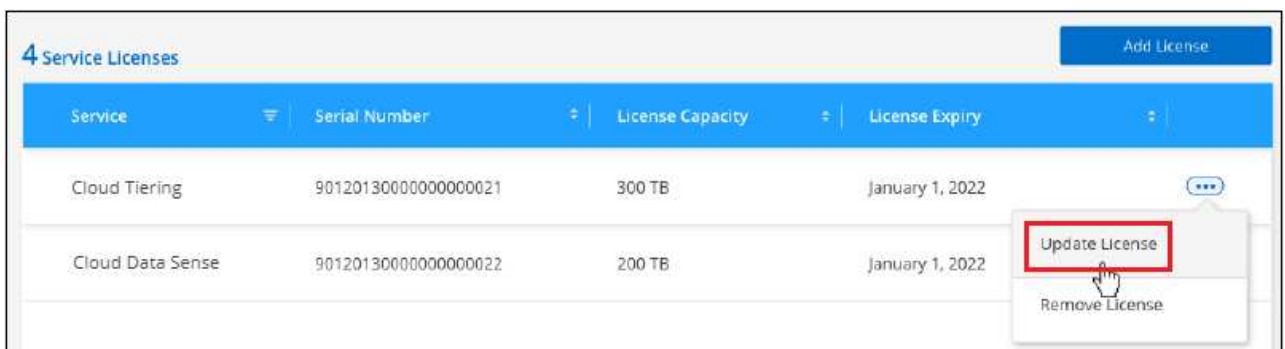 4 Service Licenses
Add License
Service Serial Number License Capacity License Expiry
Cloud Tiering 90120130000000000021 300 TB January 1, 2022
Update License
Cloud Data Sense 90120130000000000022 200 TB January 1, 2022
Remove License